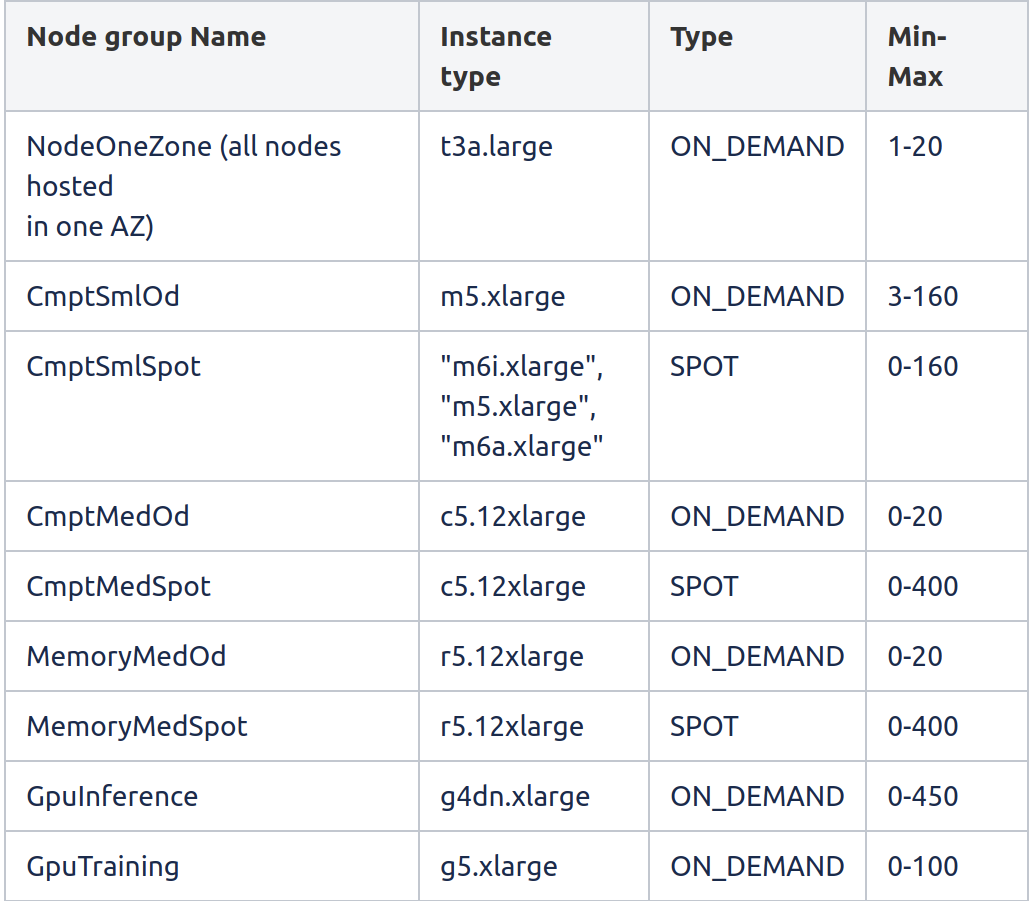 Node group Name
Instance
type
Type
Min-
Max
NodeOneZone (all nodes
hosted
in one AZ)
t3a.large
ON_DEMAND
1-20
CmptSmlOd
m5.xlarge
ON_DEMAND
3-160
CmptSmlSpot
"m6i.xlarge",
"m5.xlarge",
"m6a.xlarge"
SPOT
0-160
CmptMedOd
c5.12xlarge
ON_DEMAND
0-20
CmptMedSpot
c5.12xlarge
SPOT
0-400
MemoryMedOd
r5.12xlarge
ON_DEMAND
0-20
MemoryMedSpot
r5.12xlarge
SPOT
0-400
GpuInference
g4dn.xlarge
ON_DEMAND
0-450
GpuTraining
g5.xlarge
ON_DEMAND
0-100